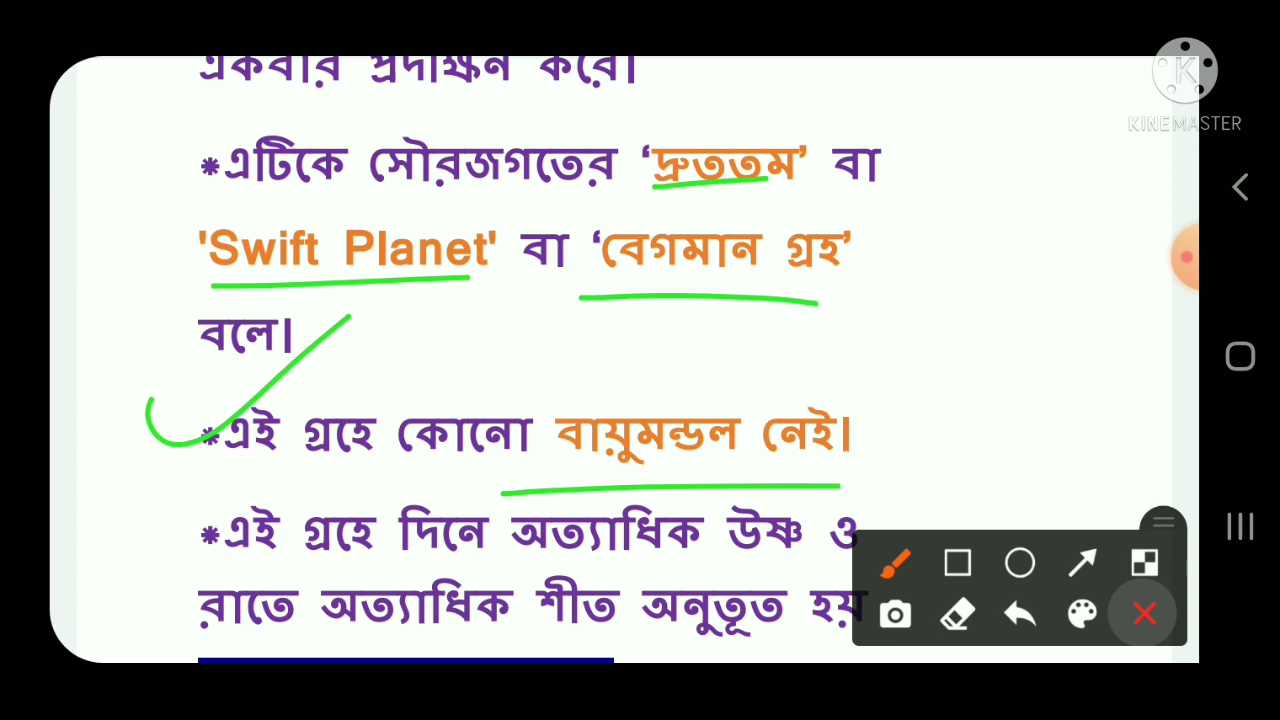 একবার প্রদক্ষিন করে।
*এটিকে সৌরজগতের ‘দ্রুততম’ বা
'Swift Planet' বা ‘বেগমান গ্রহ’
বলে।
*এই গ্রহে কোনো বায়ুমন্ডল নেই।
*এই গ্রহে দিনে অত্যাধিক উষ্ণ ও
রাতে অত্যাধিক শীত অনুতূত হয়
K
KINEMASTER